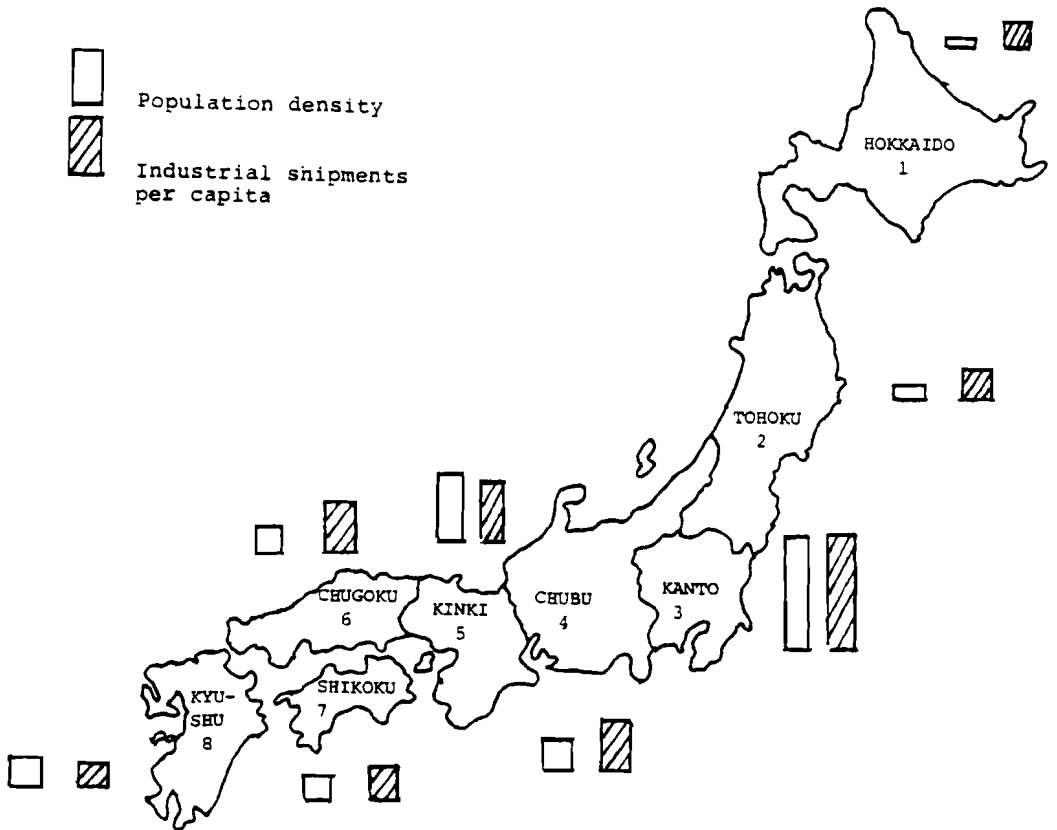 Population density
Industrial shipments
per capita
HOKKAIDO
1
TOHOKU
2
KANTO
3
CHUBU
4
KINKI
5
CHUGOKU
6
SHIKOKU
7
KYU-
SHU
8